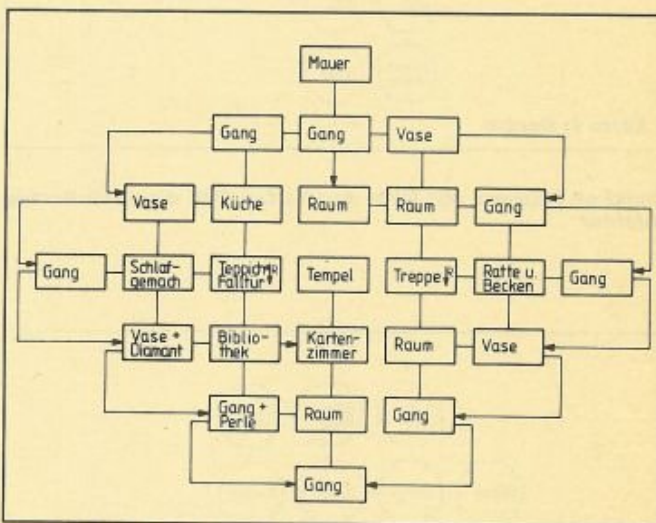 Mauer
Gang
Gang
Vase
Vase
Küche
Raum
Raum
Gang
Gang
Schlaf-
gemach
Teppich+
Falltür
Tempel
Treppe
R
Ratte u.
Becken
Gang
Vase +
Diamant
Biblio-
thek
Karten-
zimmer
Raum
Vase
Gang +
Perle
Raum
Gang
Gang